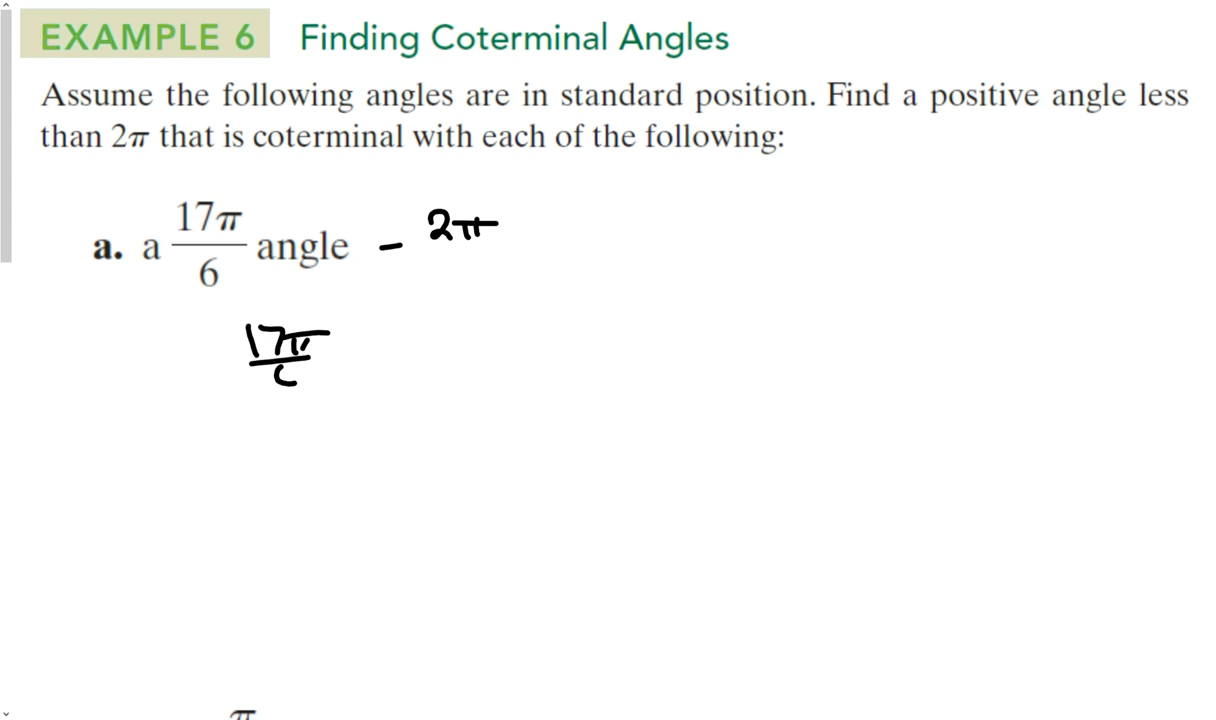 EXAMPLE 6 Finding Coterminal Angles
Assume the following angles are in standard position. Find a positive angle less
than 2π that is coterminal with each of the following:
a. a 17π/6 angle - 2π
17π
π